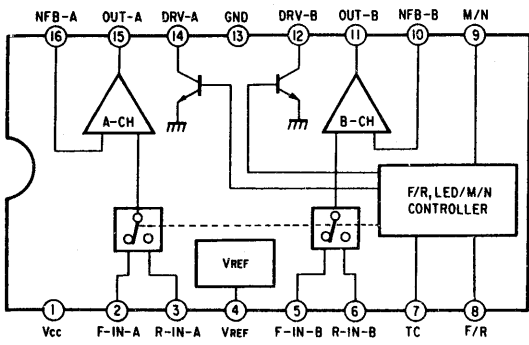 NFB-A OUT-A DRV-A GND DRV-B OUT-B NFB-B M/N
16 15 14 13 12 11 10 9
A-CH B-CH
F/R, LED/M/N
CONTROLLER
VREF
1 2 3 4 5 6 7 8
Vcc F-IN-A R-IN-A VREF F-IN-B R-IN-B TC F/R